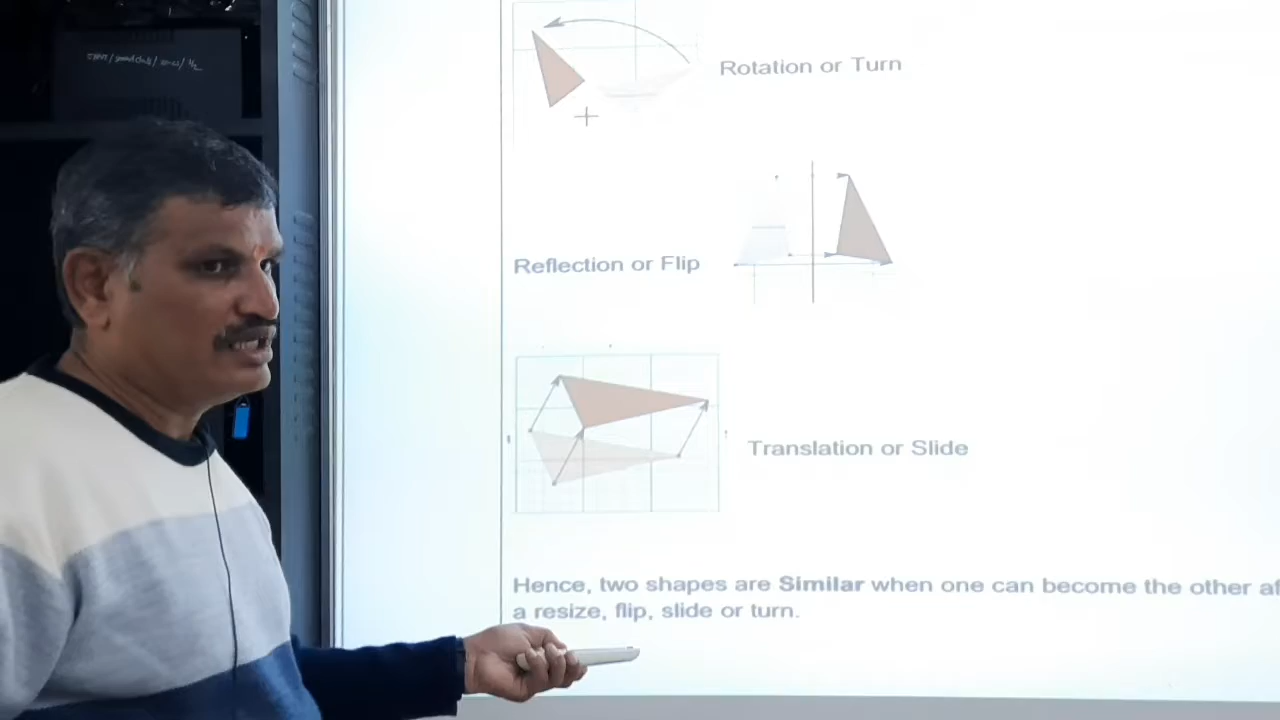 Rotation or Turn
Reflection or Flip
Translation or Slide
Hence, two shapes are Similar when one can become the other af
a resize, flip, slide or turn.